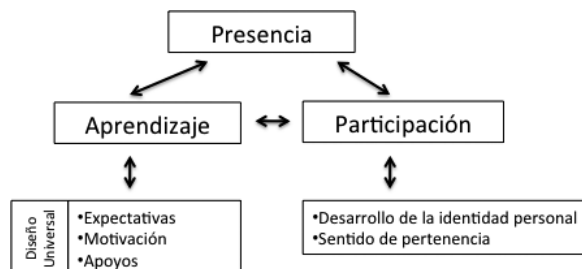 Presencia
Aprendizaje
Participación
Diseño
Universal
•Expectativas
•Motivación
•Apoyos
•Desarrollo de la identidad personal
•Sentido de pertenencia